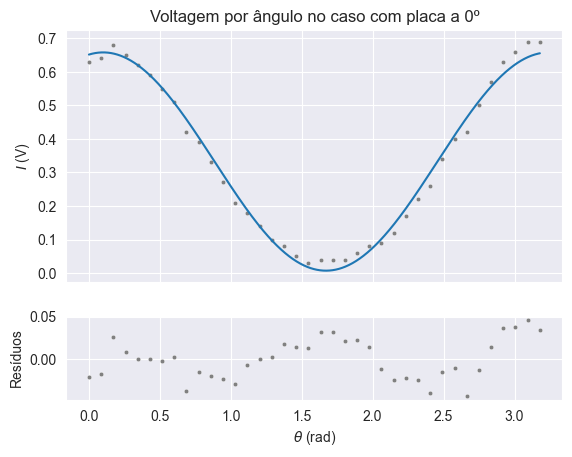 Voltagem por ângulo no caso com placa a 0º
0.7
0.6
0.5
0.4
0.3
0.2
0.1
0.0
I (V)
0.05
0.00
Resíduos
0.0 0.5 1.0 1.5 2.0 2.5 3.0
θ (rad)